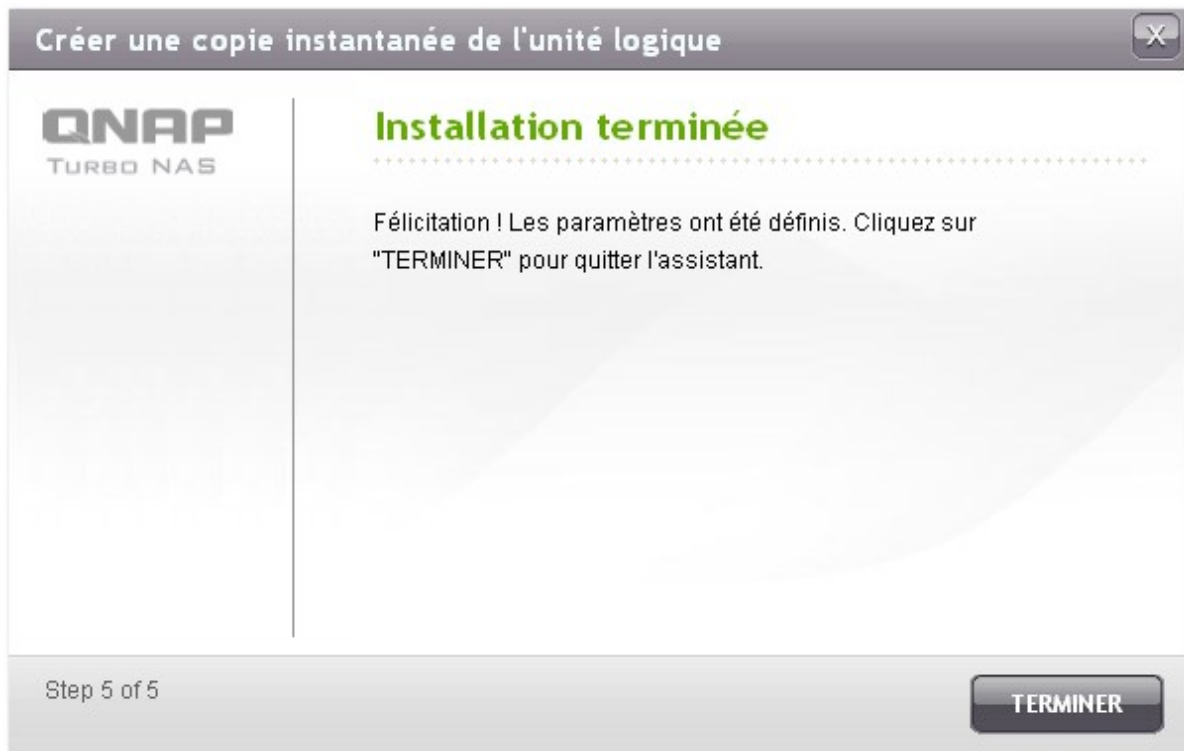 Créer une copie instantanée de l'unité logique
X
QNAP
TURBO NAS
Installation terminée
Félicitation ! Les paramètres ont été définis. Cliquez sur
"TERMINER" pour quitter l'assistant.
Step 5 of 5
TERMINER